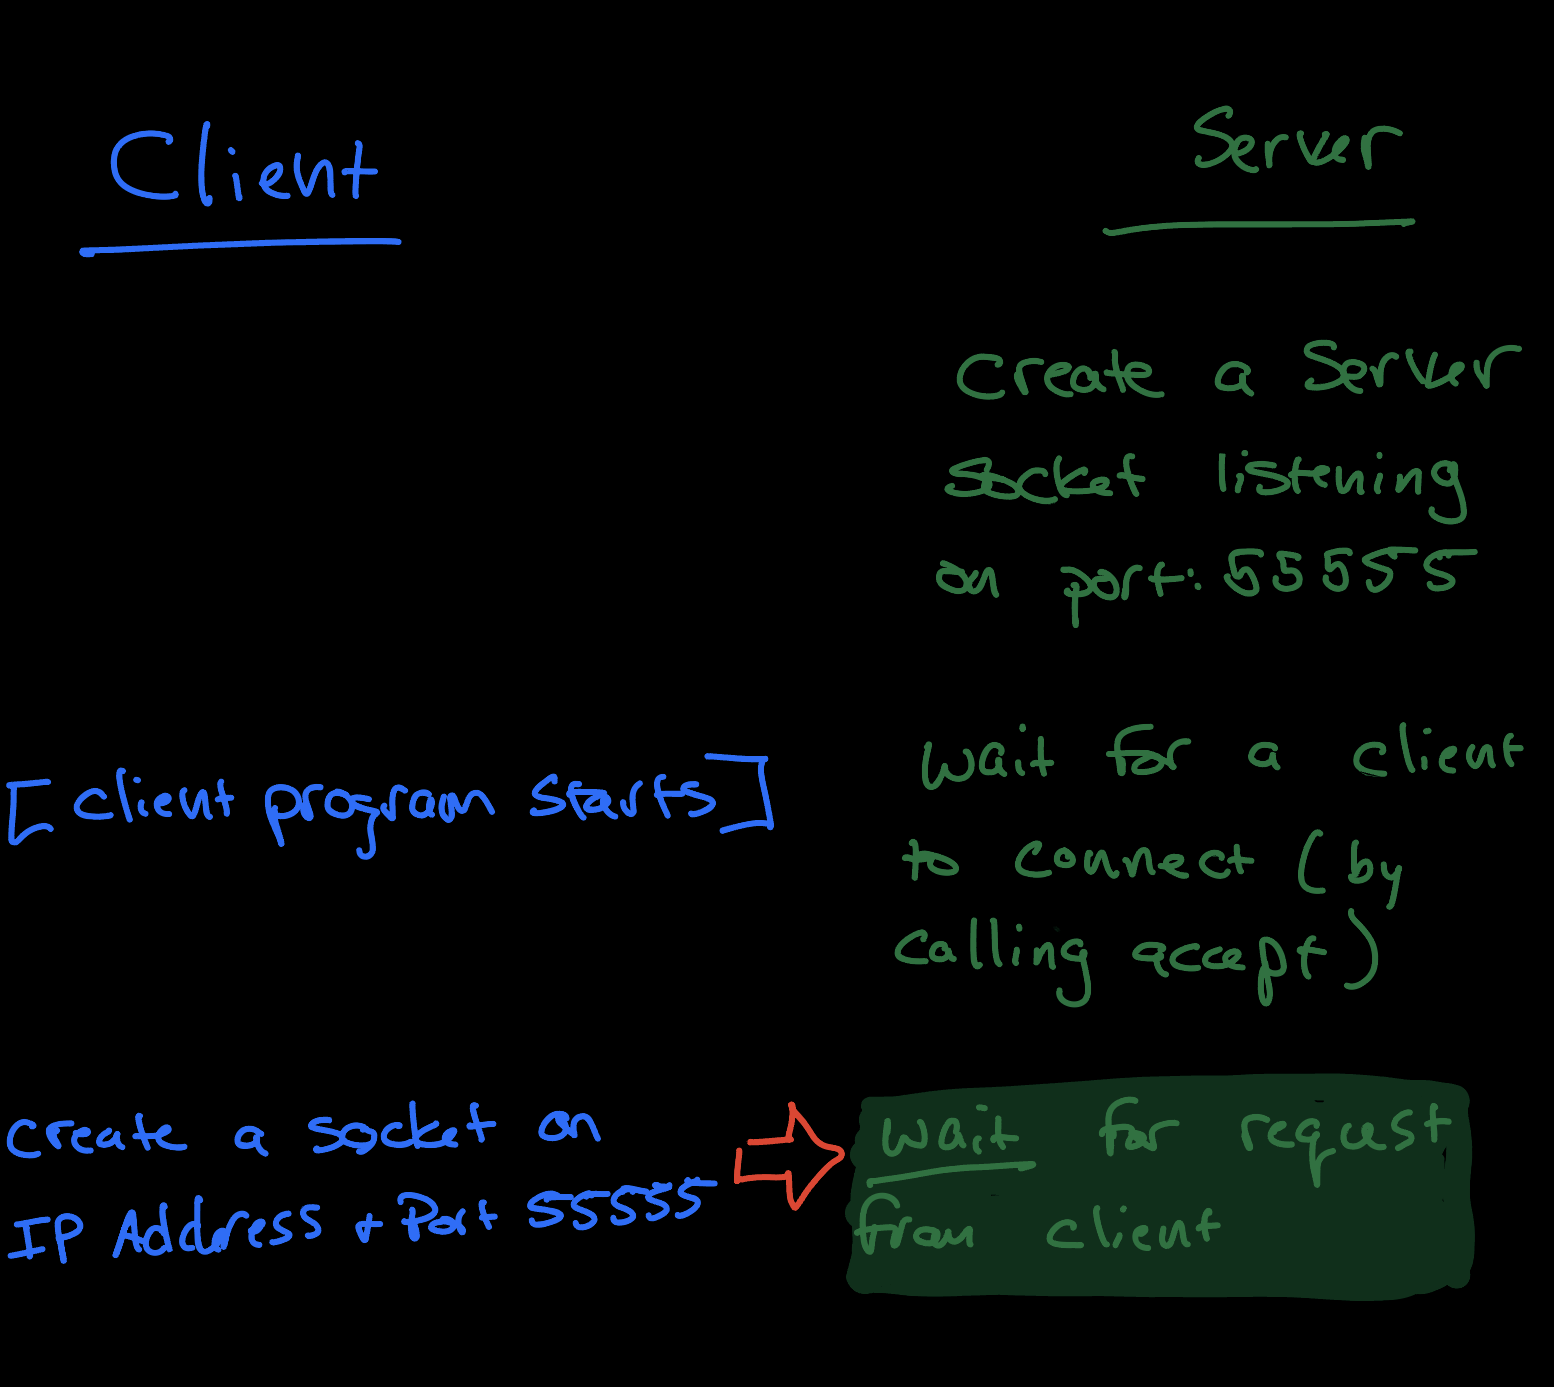 Client
Server
Create a Server
Socket listening
on port: 55555
wait for a client
to connect (by
calling accept)
[client program starts]
create a socket on
IP Address + Port 55555
wait for request
from client